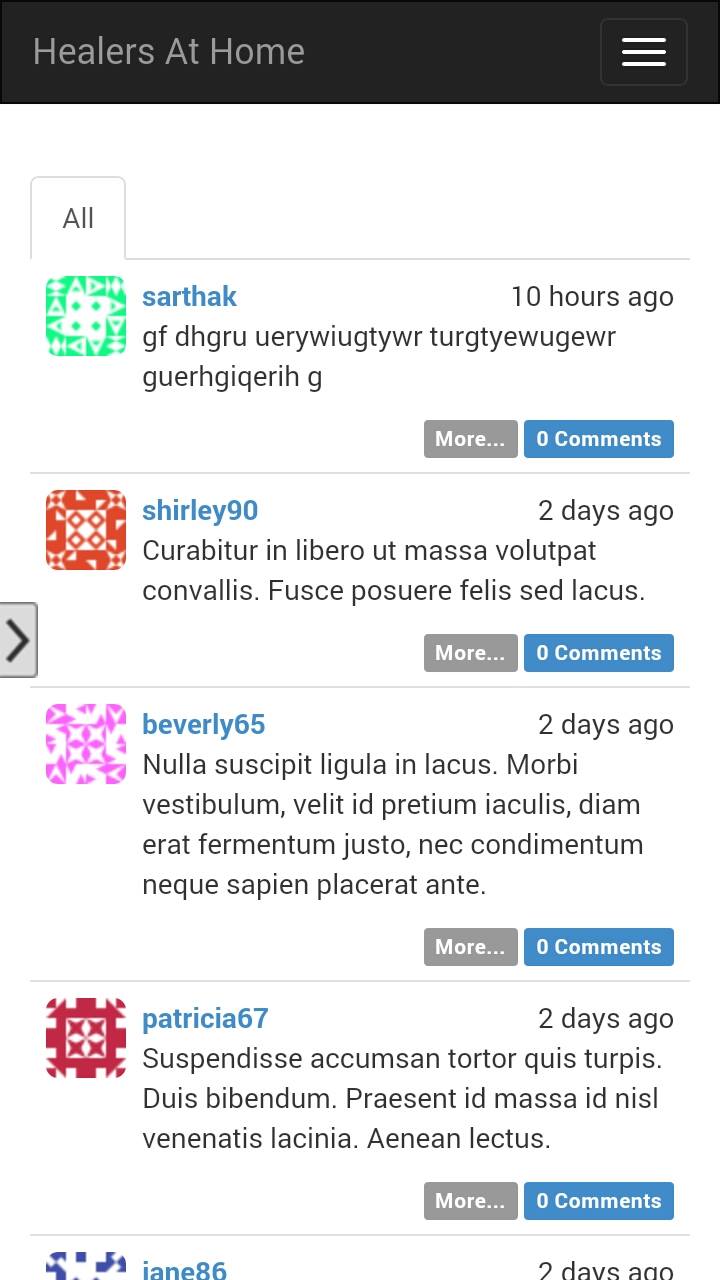 Healers At Home
All
sarthak 10 hours ago
gf dhgru uerywiugtywr turgtyewugewr
guerhgiqerih g
More... 0 Comments
shirley90 2 days ago
Curabitur in libero ut massa volutpat
convallis. Fusce posuere felis sed lacus.
More... 0 Comments
beverly65 2 days ago
Nulla suscipit ligula in lacus. Morbi
vestibulum, velit id pretium iaculis, diam
erat fermentum justo, nec condimentum
neque sapien placerat ante.
More... 0 Comments
patricia67 2 days ago
Suspendisse accumsan tortor quis turpis.
Duis bibendum. Praesent id massa id nisl
venenatis lacinia. Aenean lectus.
More... 0 Comments
jane86 2 days ago